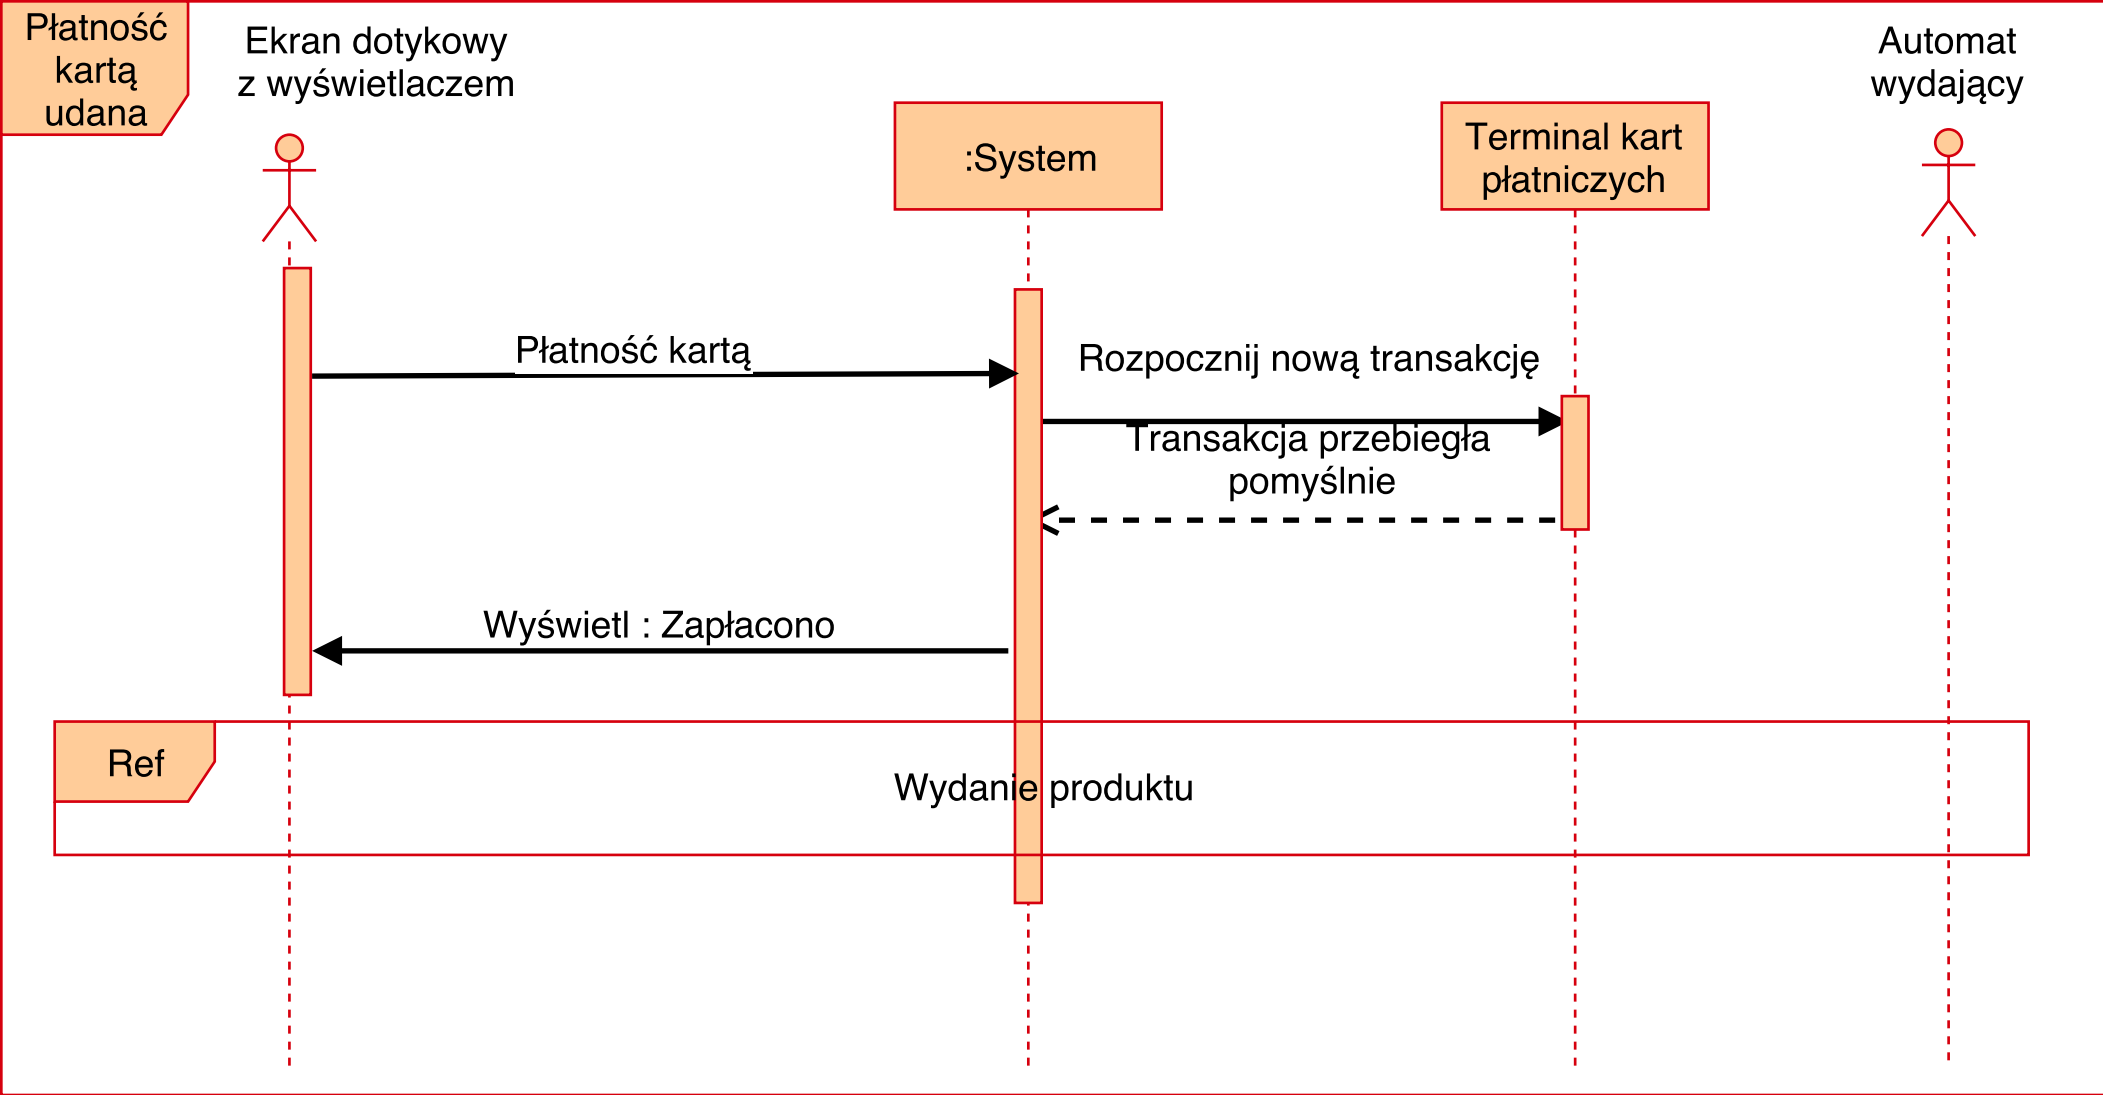 Płatność
kartą
udana
Ekran dotykowy
z wyświetlaczem
:System
Terminal kart
płatniczych
Automat
wydający
Płatność kartą
Rozpocznij nową transakcję
Transakcja przebiegła
pomyślnie
Wyświetl : Zapłacono
Ref
Wydanie produktu